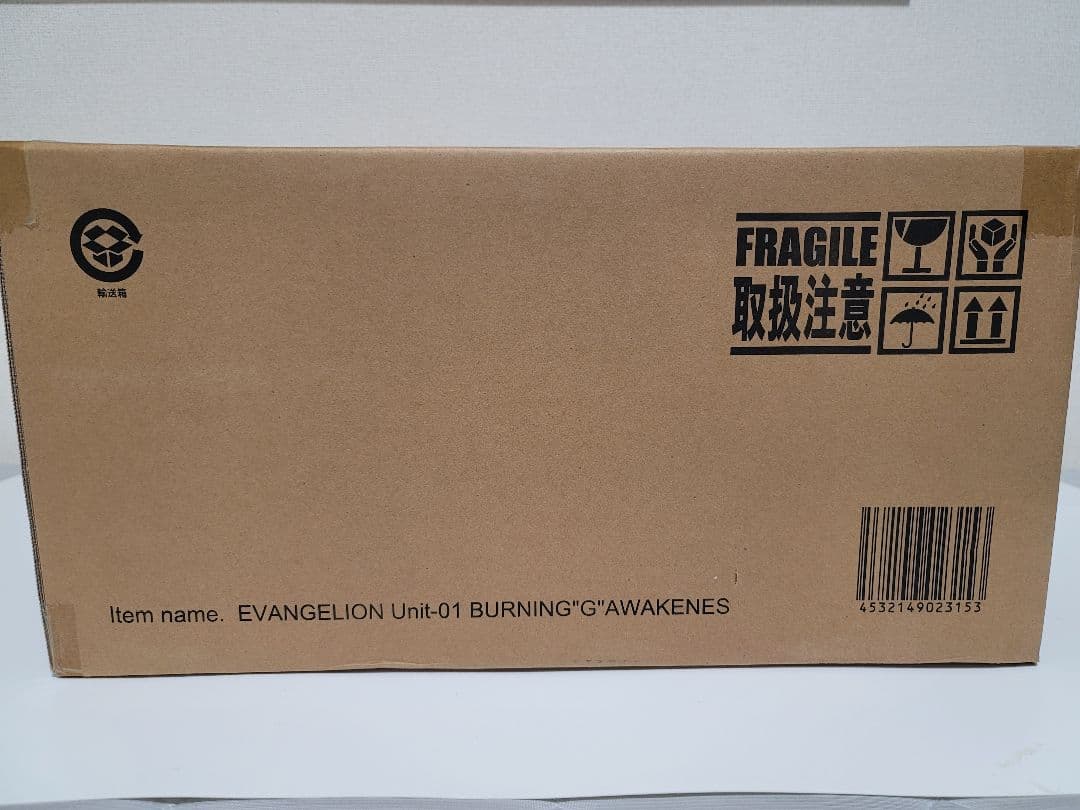 輸送箱
FRAGILE
取扱注意
4532149023153
Item name. EVANGELION Unit-01 BURNING"G"AWAKENES